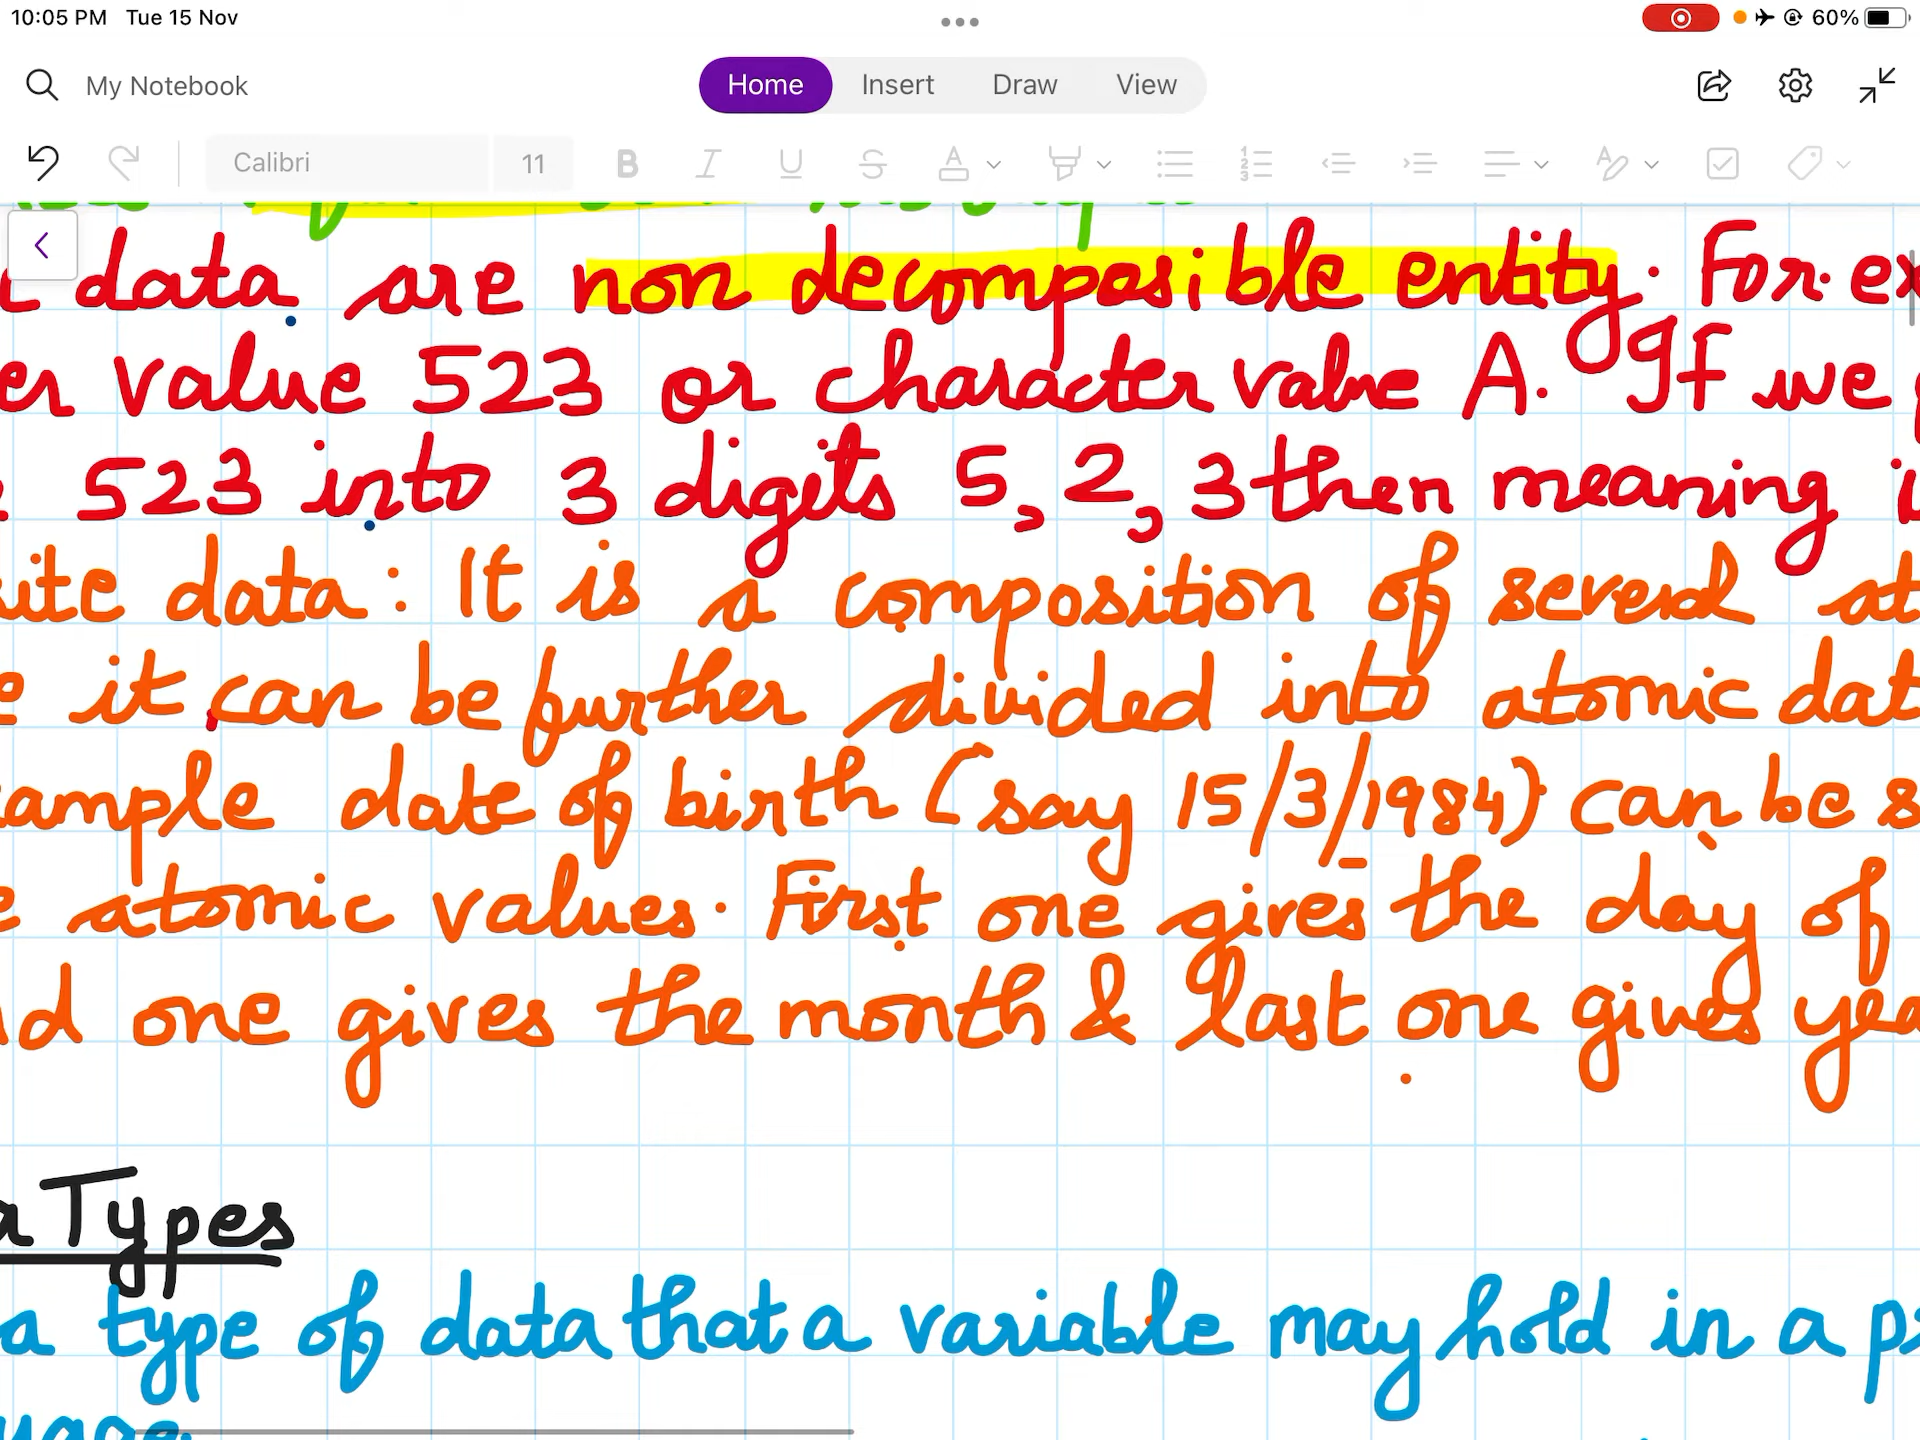 10:05 PM Tue 15 Nov
60%
My Notebook
Home Insert Draw View
Calibri 11 B I U S A
data are non decomposible entity. For ex
er value 523 or character value A. If we
523 into 3 digits 5, 2, 3 then meaning i
site data: It is a composition of several at
e it can be further divided into atomic dat
ample date of birth (say 15/3/1984) can be s
e atomic values. First one gives the day of
nd one gives the month & last one gives yea
a Types
a type of data that a variable may hold in a pr